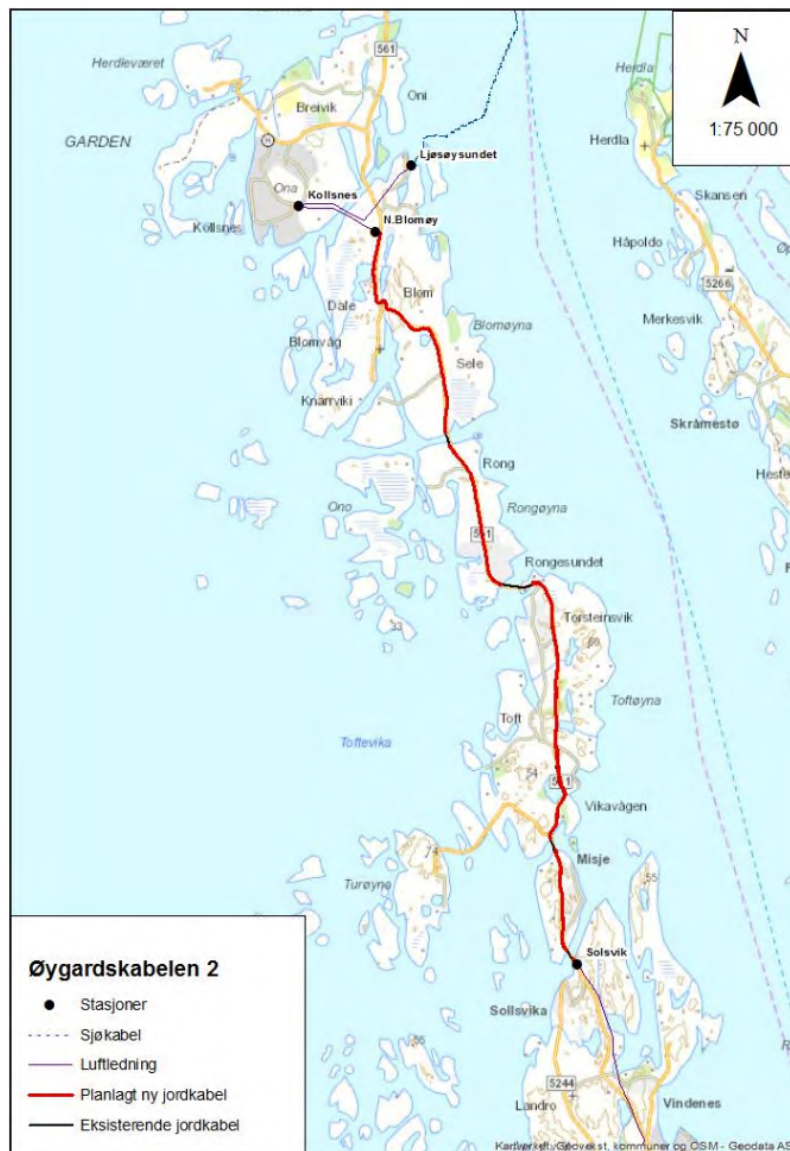 561
Herdleværet
Oni
Breivik
Herdla
N
1:75 000
GARDEN
Herdla
Ljøsøysundet
Ona
Kollsnes
Skansen
Kollsnes
N.Blomøy
Håpoldo
5266
Dale
Blom
Merkesvik
Blomvåg
Blomøyna
Sele
Knarrviki
Skråmestø
Rong
Ono
Rongøyna
561
Rongesundet
33
Torsteinsvik
Toftøyna
Toft
Toftevika
54
Vikavågen
Misje
74
Turøyna
55
Solsvik
Øygardskabelen 2
Stasjoner
Sollsvika
Sjøkabel
55
Luftledning
5244
Planlagt ny jordkabel
Landro
Vindenes
Eksisterende jordkabel
Kartverket, Geovekst, kommuner og OSM - Geodata AS